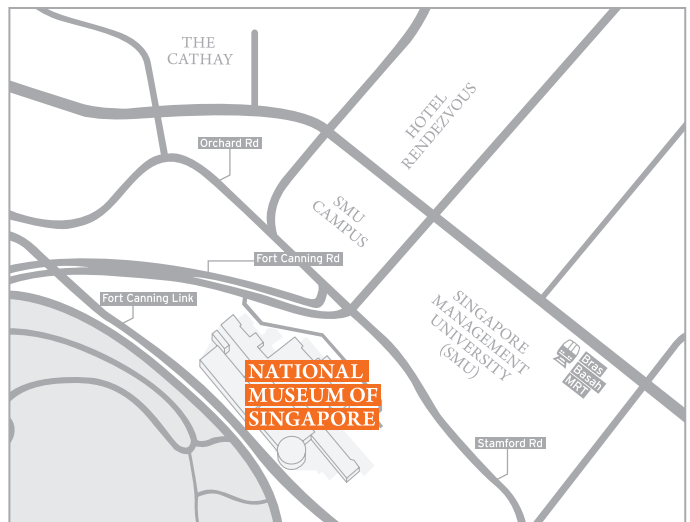 THE
CATHAY
HOTEL
RENDEZVOUS
Orchard Rd
SMU
CAMPUS
Fort Canning Rd
Fort Canning Link
SINGAPORE
MANAGEMENT
UNIVERSITY
(SMU)
Bras
Basah
MRT
NATIONAL
MUSEUM OF
SINGAPORE
Stamford Rd